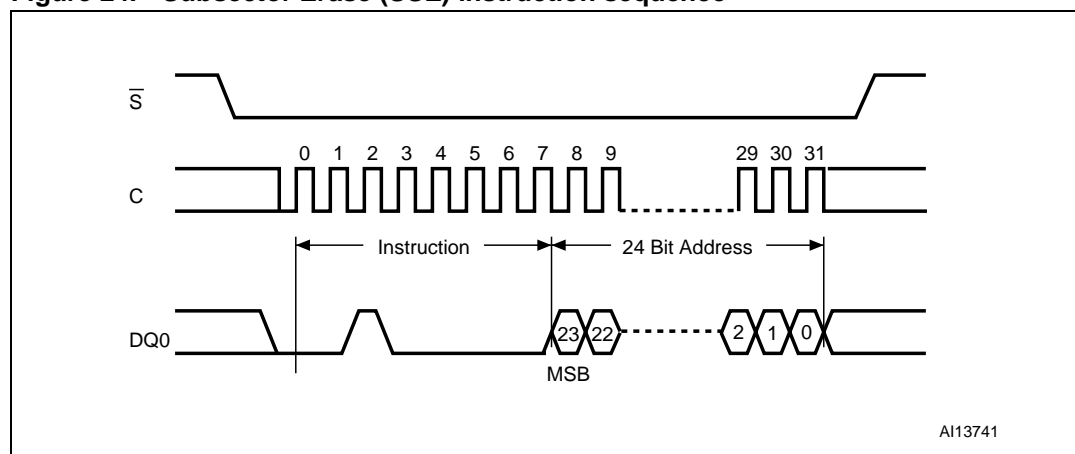 Figure 24. Subsector Erase (SSE) instruction sequence
S
0 1 2 3 4 5 6 7 8 9 29 30 31
C
Instruction 24 Bit Address
DQ0 23 22 2 1 0
MSB
AI13741